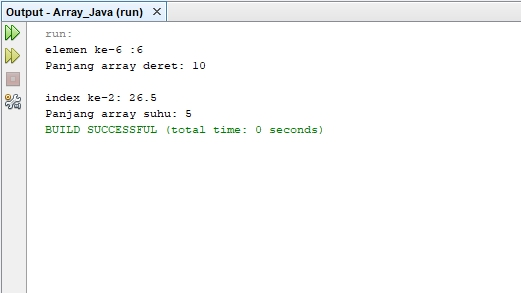 Output - Array_Java (run)
run:
elemen ke-6 :6
Panjang array deret: 10
index ke-2: 26.5
Panjang array suhu: 5
BUILD SUCCESSFUL (total time: 0 seconds)